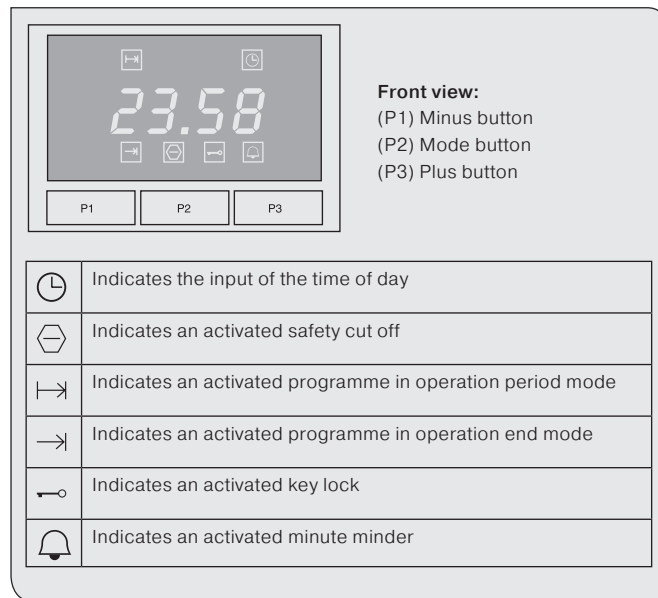 23.58
P1 P2 P3
Front view:
(P1) Minus button
(P2) Mode button
(P3) Plus button
Indicates the input of the time of day
Indicates an activated safety cut off
Indicates an activated programme in operation period mode
Indicates an activated programme in operation end mode
Indicates an activated key lock
Indicates an activated minute minder